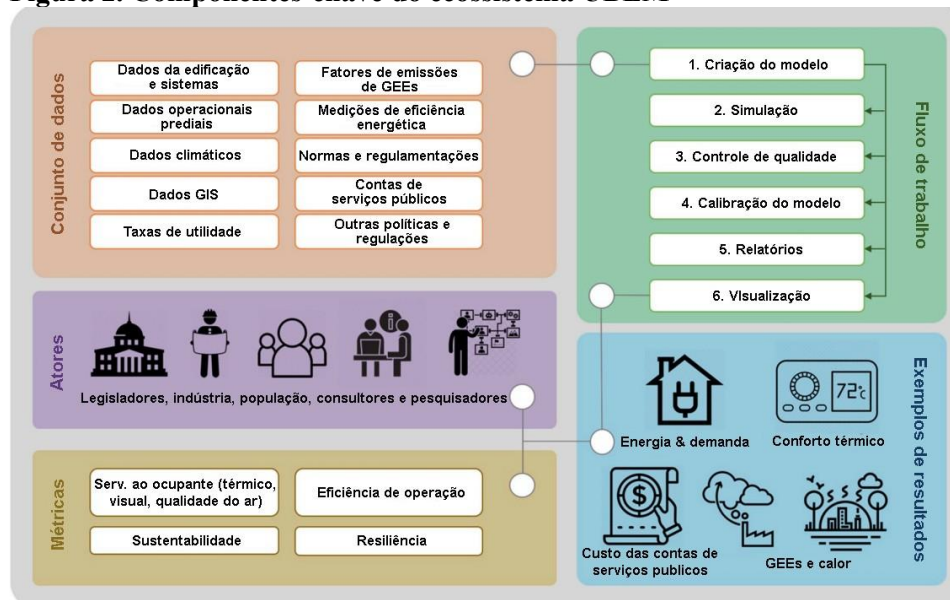 Figura 2: Componentes-chave do ecossistema UBEM
Conjunto de dados
Dados da edificação
e sistemas
Dados operacionais
prediais
Dados climáticos
Dados GIS
Taxas de utilidade
Fatores de emissões
de GEEs
Medições de eficiência
energética
Normas e regulamentações
Contas de
serviços públicos
Outras políticas e
regulações
Fluxo de trabalho
1. Criação do modelo
2. Simulação
3. Controle de qualidade
4. Calibração do modelo
5. Relatórios
6. VIsualização
Atores
Legisladores, indústria, população, consultores e pesquisadores
Métricas
Serv. ao ocupante (térmico,
visual, qualidade do ar)
Eficiência de operação
Sustentabilidade
Resiliência
Exemplos de resultados
Energia & demanda
72°c
Conforto térmico
Custo das contas de
serviços publicos
GEEs e calor